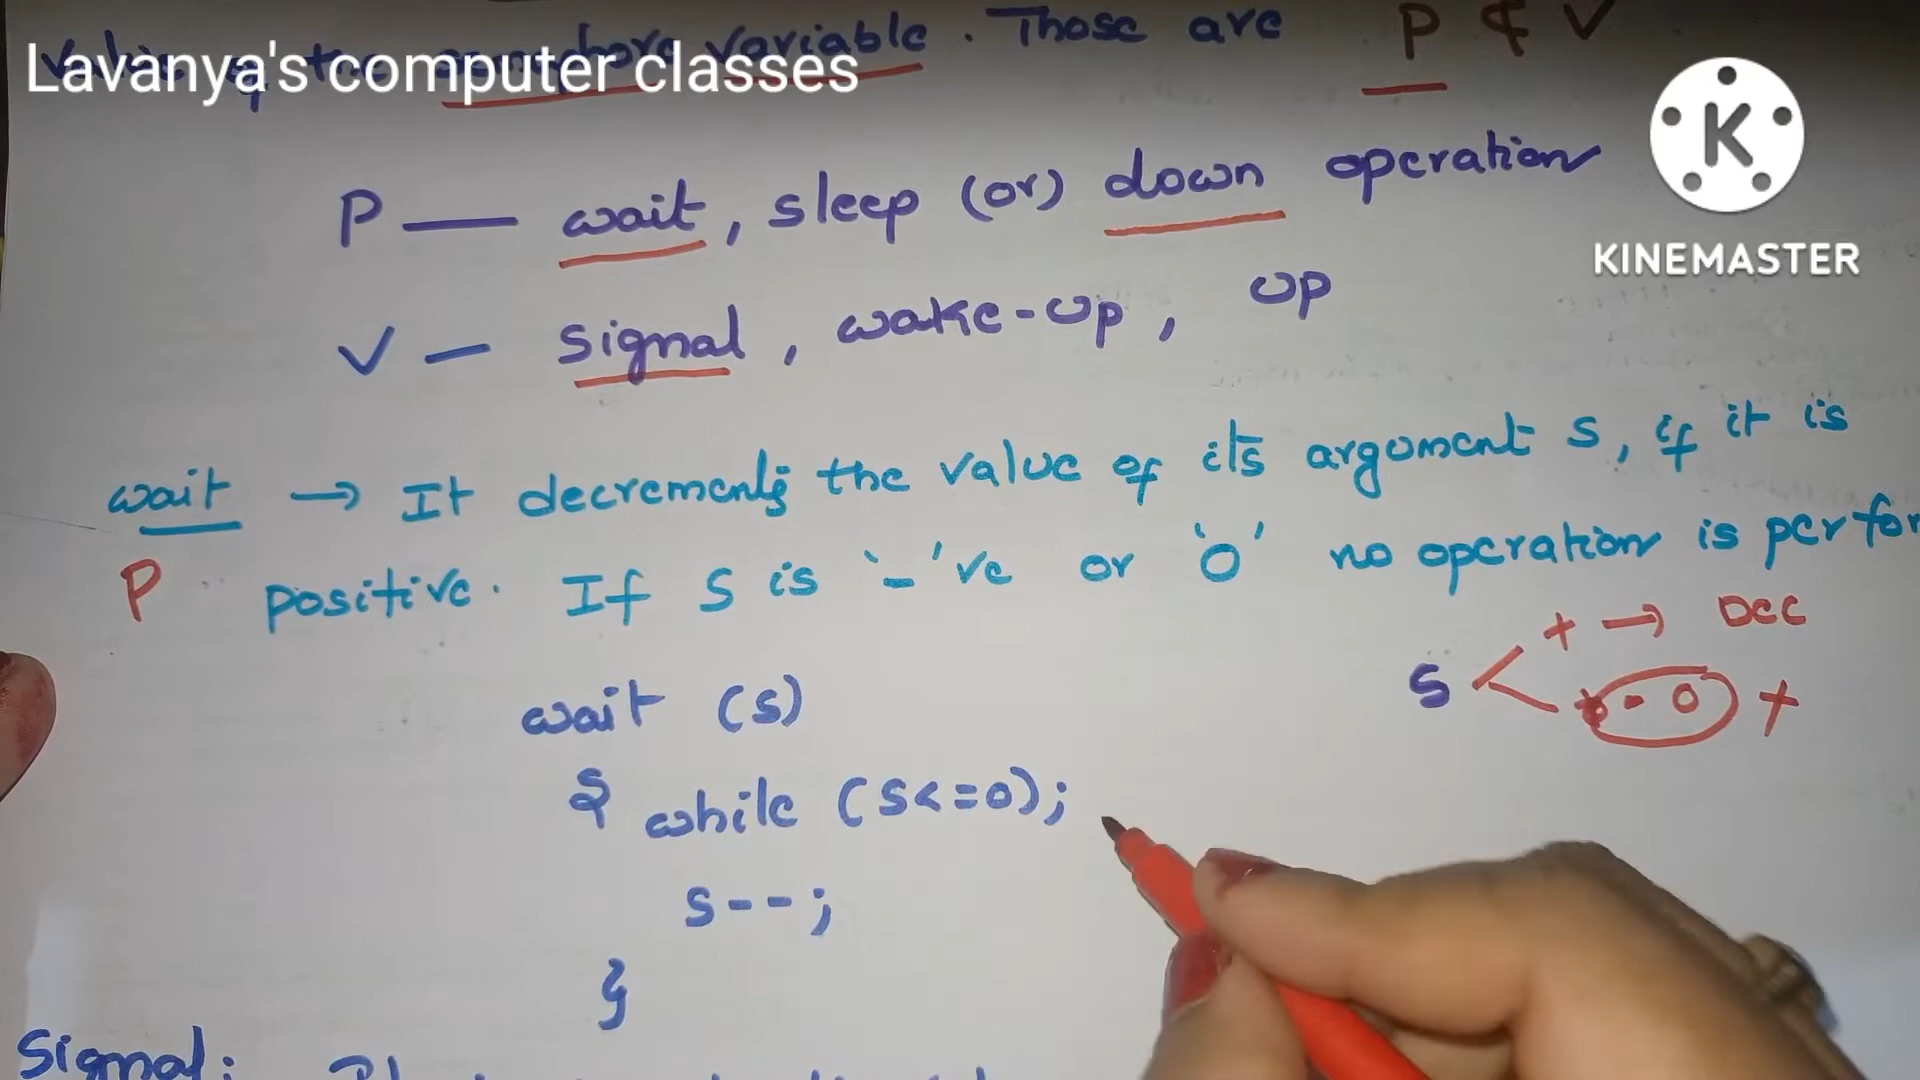 variable. Those are P & V
Lavanya's computer classes
K
KINEMASTER
P — wait, sleep (or) down operation
V — signal, wake-up, up
wait → It decrements the value of its argument S, if it is
P positive. If S is '-'ve or '0' no operation is perfor
+ → Dec
S < - 0 +
wait (s)
{ while (s<=0);
s--;
}
Signal: